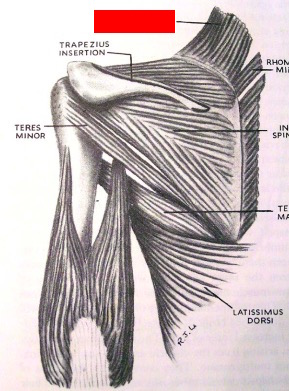 TRAPEZIUS
INSERTION
RHOM
MI
TERES
MINOR
IN
SPIN
TE
MA
LATISSIMUS
DORSI
R.J.G